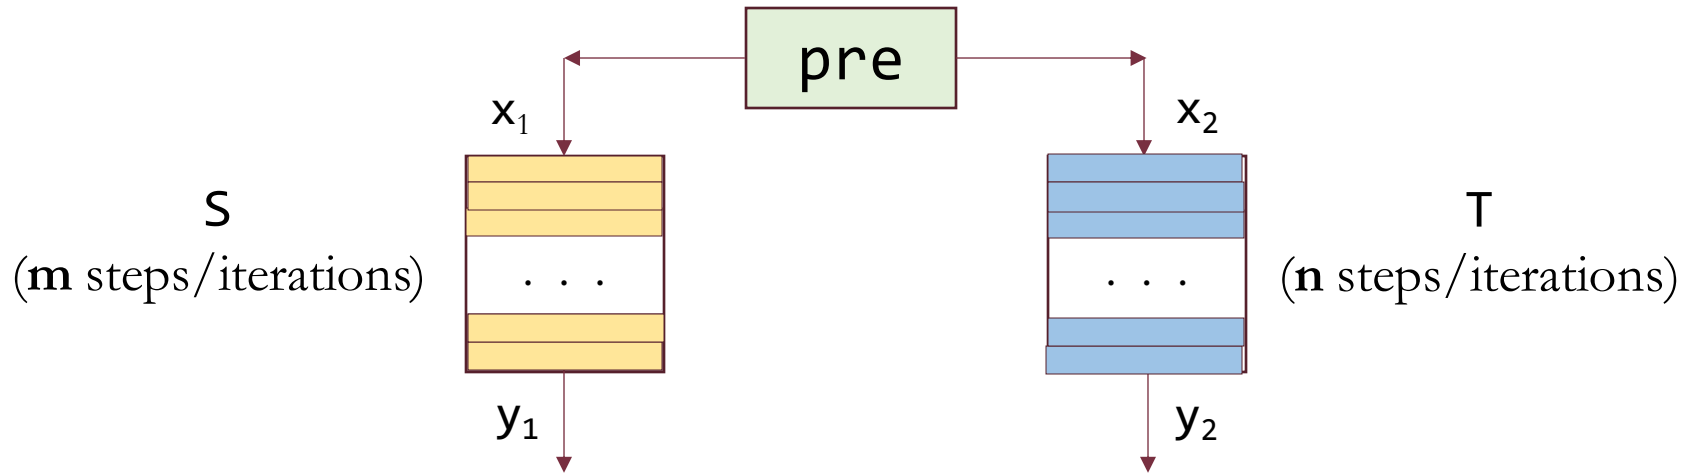 pre
x₁
x₂
S
(m steps/iterations)
. . .
. . .
T
(n steps/iterations)
y₁
y₂